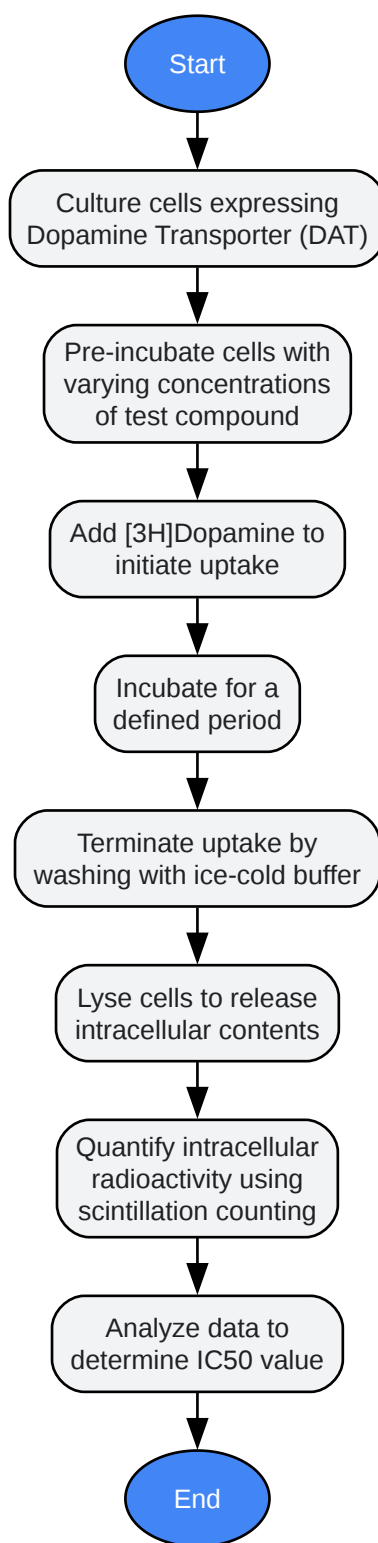 Start
Culture cells expressing
Dopamine Transporter (DAT)
Pre-incubate cells with
varying concentrations
of test compound
Add [3H]Dopamine to
initiate uptake
Incubate for a
defined period
Terminate uptake by
washing with ice-cold buffer
Lyse cells to release
intracellular contents
Quantify intracellular
radioactivity using
scintillation counting
Analyze data to
determine IC50 value
End